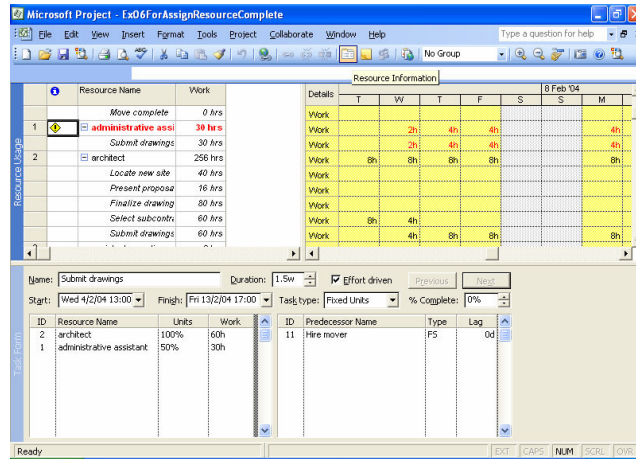 Microsoft Project - Ex06ForAssignResourceComplete
File Edit View Insert Format Tools Project Collaborate Window Help Type a question for help
No Group
Resource Information
Resource Name Work Details 8 Feb '04
T W T F S S M
Move complete 0 hrs Work
1 administrative assi 30 hrs Work 2h 4h 4h 4h
Submit drawings 30 hrs Work 2h 4h 4h 4h
2 architect 256 hrs Work 8h 8h 8h 8h 8h
Locate new site 40 hrs Work
Present proposa 16 hrs Work
Finalize drawing 80 hrs Work
Select subcontra 60 hrs Work 8h 4h
Submit drawings 60 hrs Work 4h 8h 8h 8h
Resource Usage
Name: Submit drawings Duration: 1.5w Effort driven Previous Next
Start: Wed 4/2/04 13:00 Finish: Fri 13/2/04 17:00 Task type: Fixed Units % Complete: 0%
ID Resource Name Units Work ID Predecessor Name Type Lag
2 architect 100% 60h 11 Hire mover FS 0d
1 administrative assistant 50% 30h
Task Form
Ready EXT CAPS NUM SCRL OVR